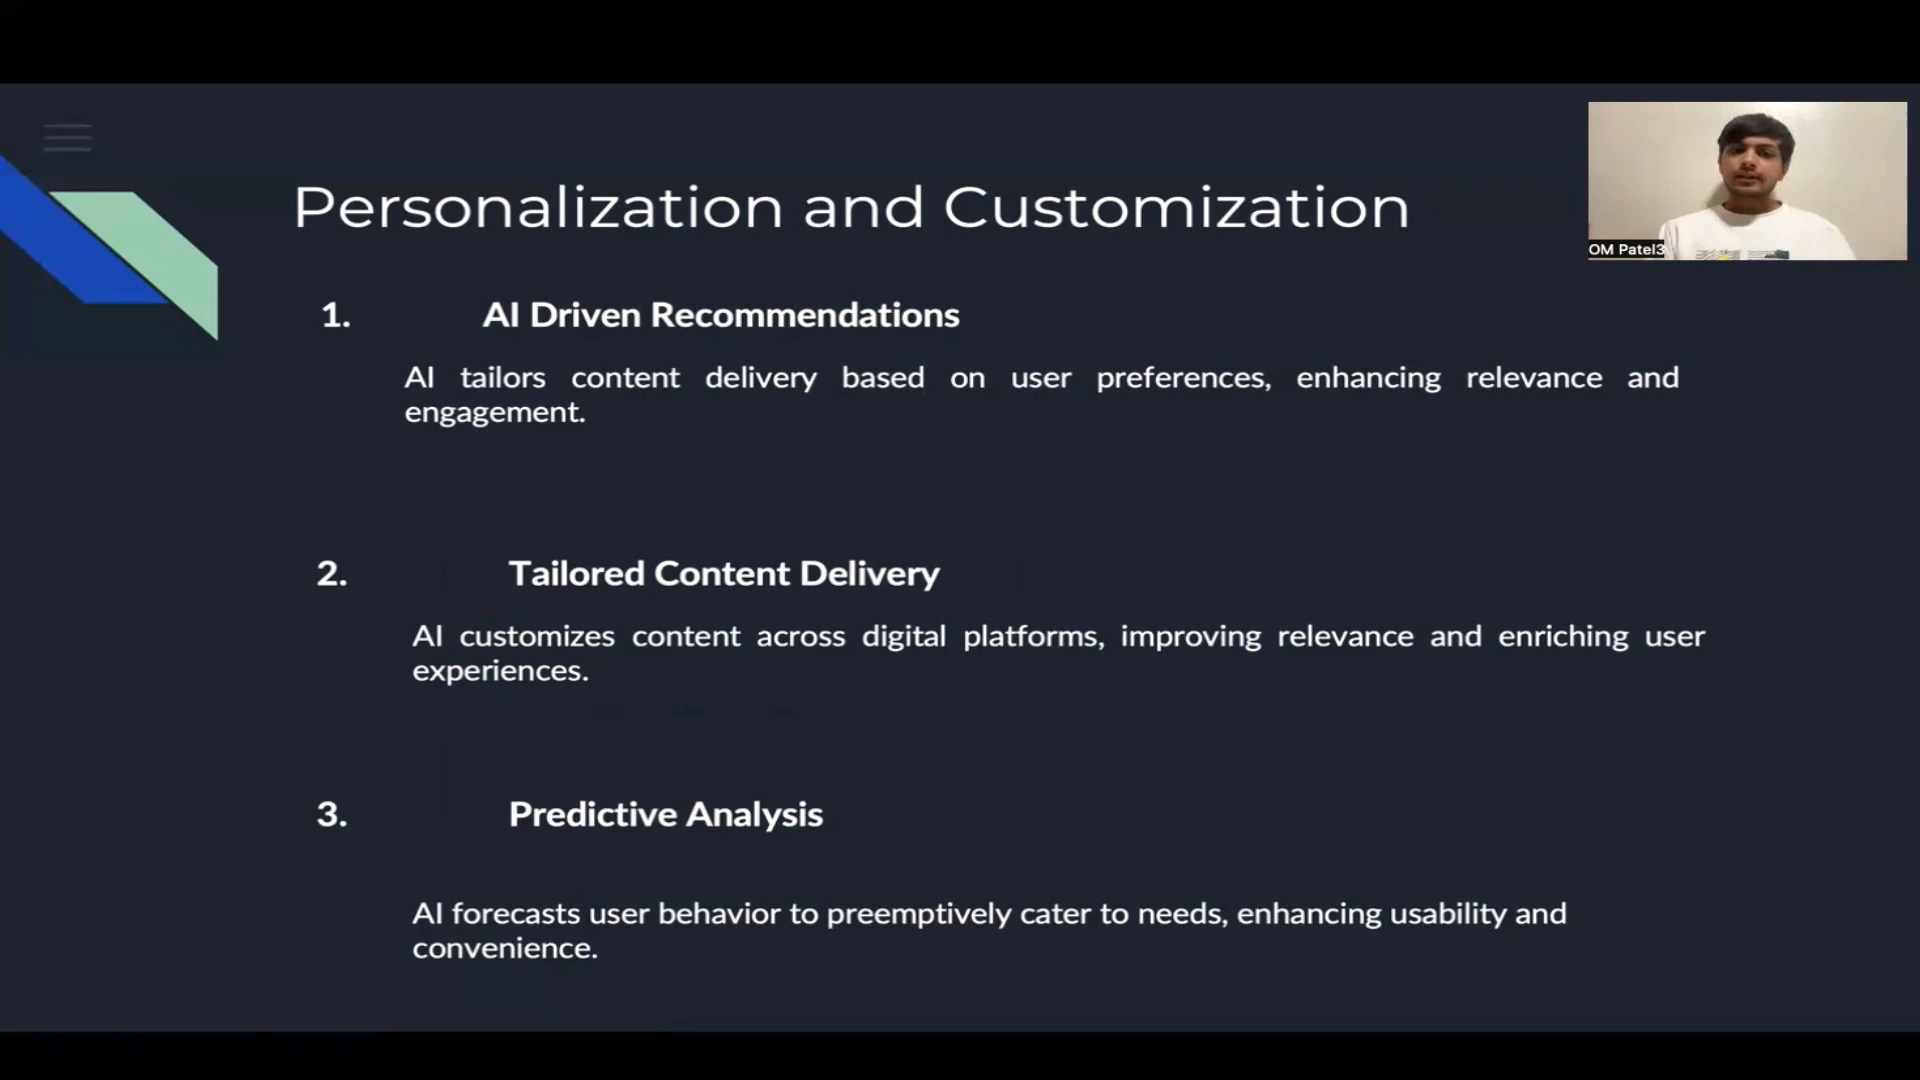 Personalization and Customization
OM Patel3
1. AI Driven Recommendations
AI tailors content delivery based on user preferences, enhancing relevance and
engagement.
2. Tailored Content Delivery
AI customizes content across digital platforms, improving relevance and enriching user
experiences.
3. Predictive Analysis
AI forecasts user behavior to preemptively cater to needs, enhancing usability and
convenience.